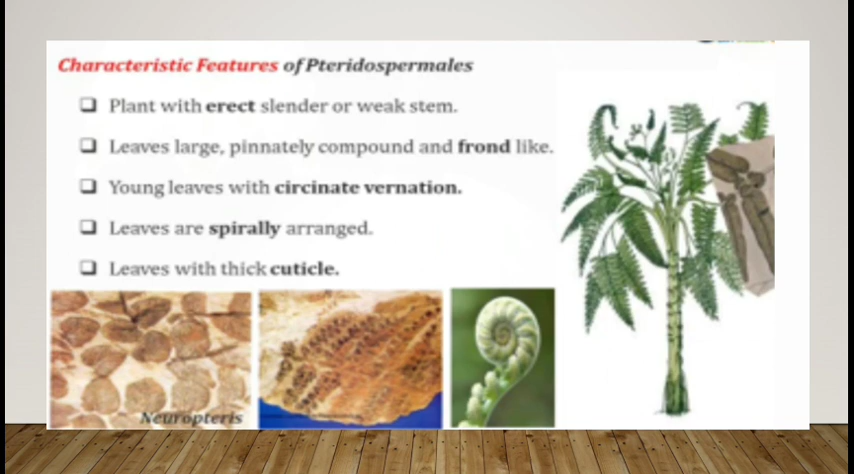 Characteristic Features of Pteridospermales
Plant with erect slender or weak stem.
Leaves large, pinnately compound and frond like.
Young leaves with circinate vernation.
Leaves are spirally arranged.
Leaves with thick cuticle.
Neuropteris